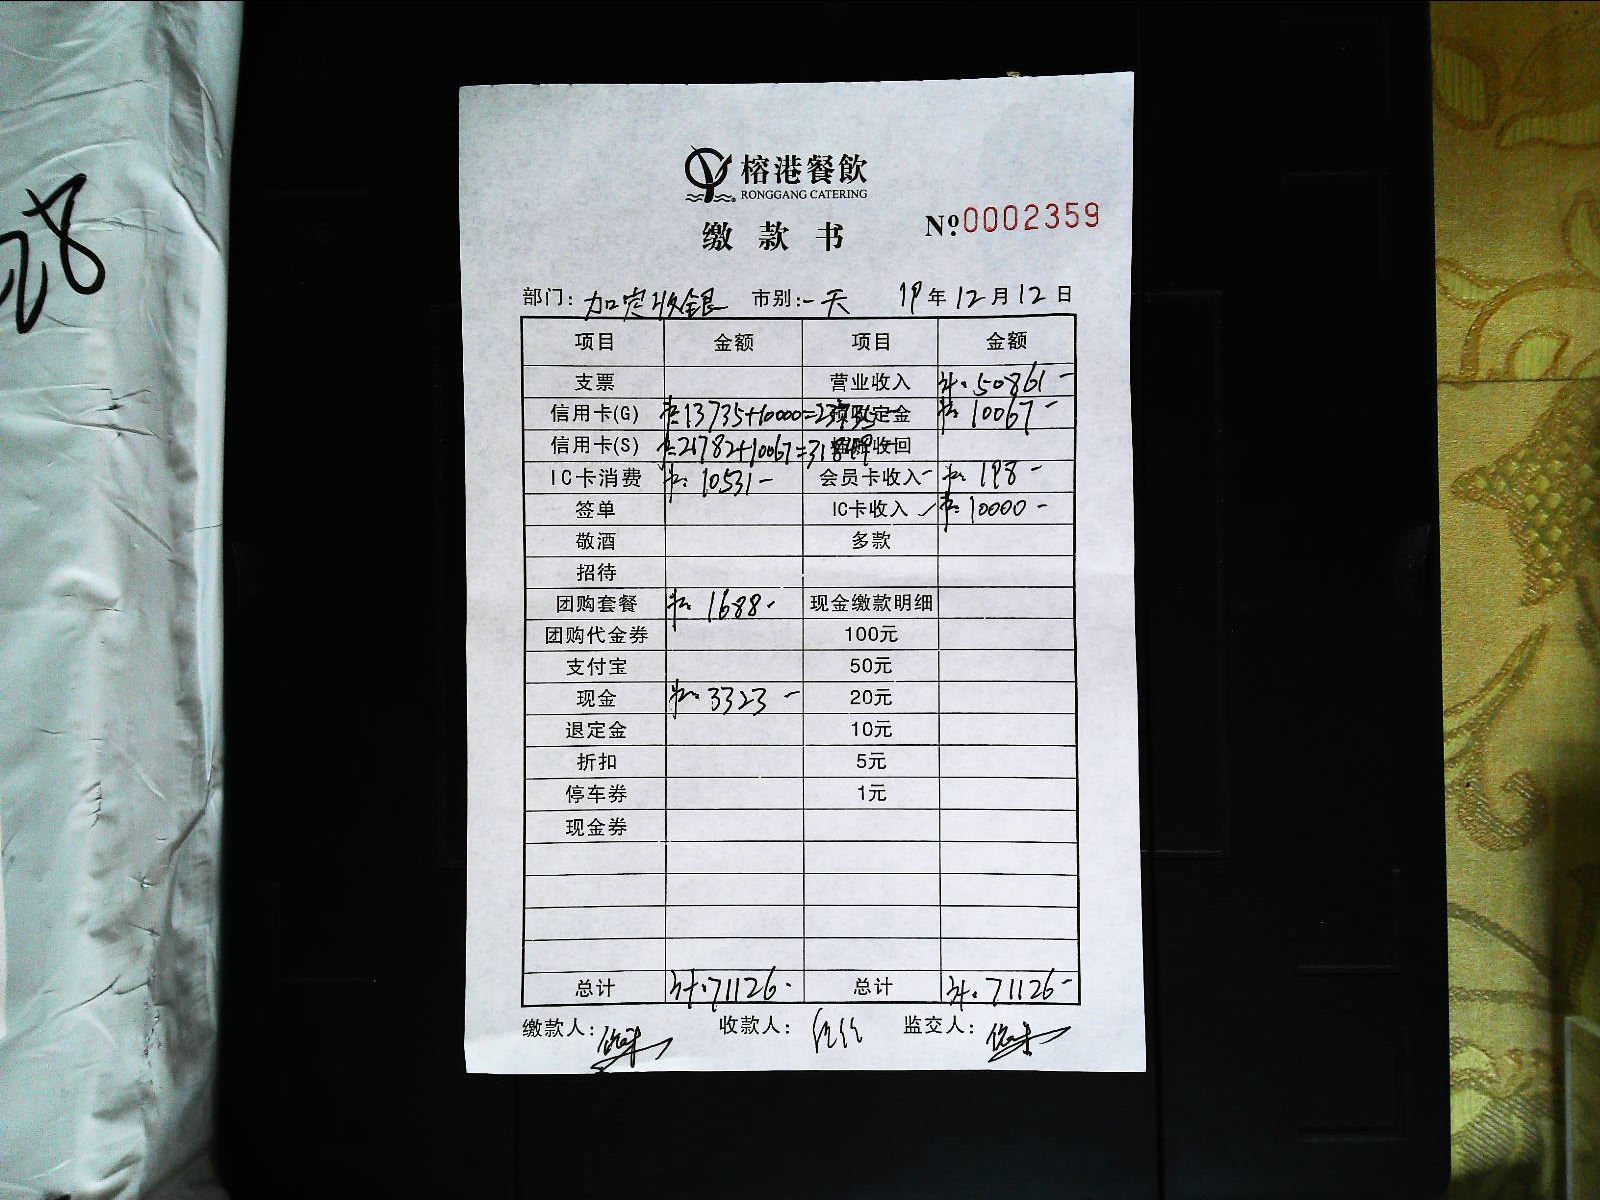 28
榕港餐飲
RONGGANG CATERING
缴款书
Nº:0002359
部门: 加定收银 市别: 一天 19年12月12日
项目 金额 项目 金额
支票 营业收入 50861-
信用卡(G) 13735+10000=23735- 定金 10067-
信用卡(S) 21782+10067=31849- 收回
IC卡消费 10531- 会员卡收入 198-
签单 IC卡收入 ✓ 10000-
敬酒 多款
招待
团购套餐 1688- 现金缴款明细
团购代金券 100元
支付宝 50元
现金 3323- 20元
退定金 10元
折扣 5元
停车券 1元
现金券
总计 71126- 总计 71126-
缴款人: 收款人: 监交人: